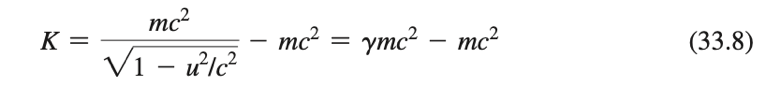 K = mc²/√(1 − u²/c²) − mc² = γmc² − mc² (33.8)